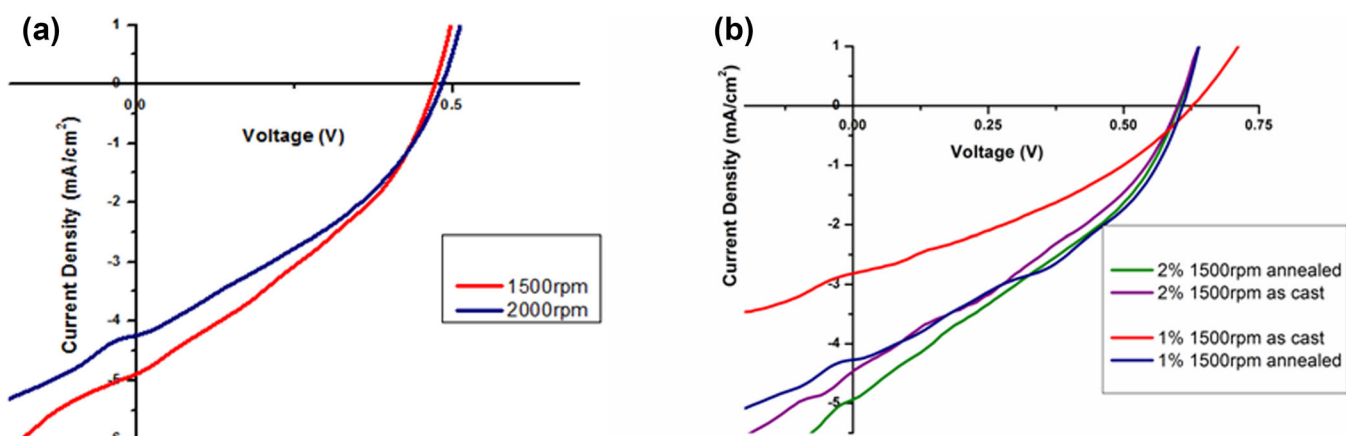 (a)
1
0
0.0
0.5
Voltage (V)
Current Density (mA/cm²)
-1
-2
-3
-4
-5
1500rpm
2000rpm
(b)
1
0
0.00
0.25
0.50
0.75
Voltage (V)
Current Density (mA/cm²)
-1
-2
-3
-4
-5
2% 1500rpm annealed
2% 1500rpm as cast
1% 1500rpm as cast
1% 1500rpm annealed